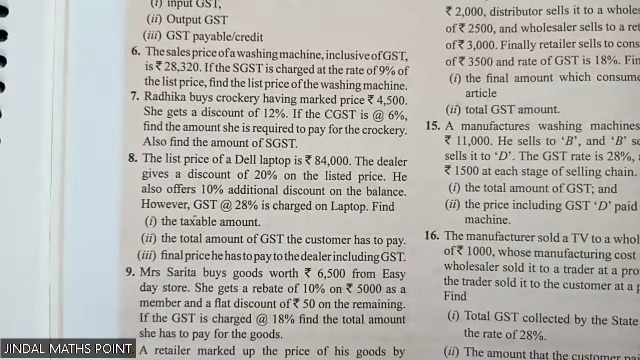 (i) Input GST,
(ii) Output GST
(iii) GST payable/credit
6. The sales price of a washing machine, inclusive of GST,
is ₹ 28,320. If the SGST is charged at the rate of 9% of
the list price, find the list price of the washing machine.
7. Radhika buys crockery having marked price ₹ 4,500.
She gets a discount of 12%. If the CGST is @ 6%,
find the amount she is required to pay for the crockery.
Also find the amount of SGST.
8. The list price of a Dell laptop is ₹ 84,000. The dealer
gives a discount of 20% on the listed price. He
also offers 10% additional discount on the balance.
However, GST @ 28% is charged on Laptop. Find
(i) the taxable amount.
(ii) the total amount of GST the customer has to pay.
(iii) final price he has to pay to the dealer including GST.
9. Mrs Sarita buys goods worth ₹ 6,500 from Easy
day store. She gets a rebate of 10% on ₹ 5000 as a
member and a flat discount of ₹ 50 on the remaining.
If the GST is charged @ 18% find the total amount
she has to pay for the goods.
A retailer marked up the price of his goods by
₹ 2,000, distributor sells it to a
of ₹ 2500, and wholesaler sells to a
of ₹ 3,000. Finally retailer sells to
of ₹ 3500 and rate of GST is 18%.
(i) the final amount which
article
(ii) total GST amount.
15. A manufactures washing machines
₹ 11,000. He sells to 'B', and 'B'
sells it to 'D'. The GST rate is 28%,
₹ 1500 at each stage of selling chain.
(i) the total amount of GST; and
(ii) the price including GST 'D' paid
machine.
16. The manufacturer sold a TV to a
of ₹ 1000, whose manufacturing cost
wholesaler sold it to trader at a
the trader sold it to the customer at a
Find
(i) Total GST collected by the State
the rate of 28%.
(ii) The amount that the customer
JINDAL MATHS POINT